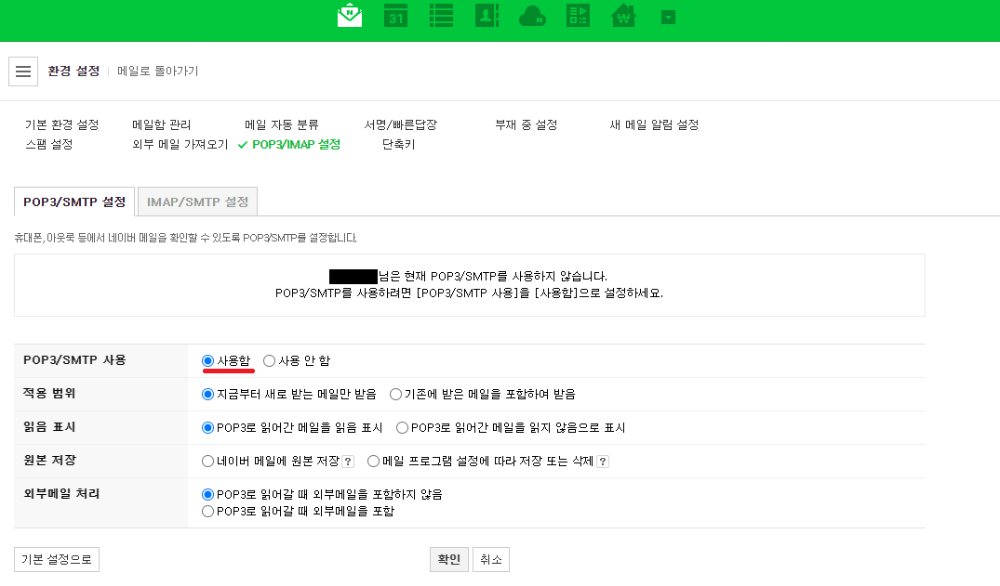 N 31 N W
환경 설정 메일로 돌아가기
기본 환경 설정 메일함 관리 메일 자동 분류 서명/빠른답장 부재 중 설정 새 메일 알림 설정
스팸 설정 외부 메일 가져오기 POP3/IMAP 설정 단축키
POP3/SMTP 설정 IMAP/SMTP 설정
휴대폰, 아웃룩 등에서 네이버 메일을 확인할 수 있도록 POP3/SMTP를 설정합니다.
님은 현재 POP3/SMTP를 사용하지 않습니다.
POP3/SMTP를 사용하려면 [POP3/SMTP 사용]을 [사용함]으로 설정하세요.
POP3/SMTP 사용 사용함 사용 안 함
적용 범위 지금부터 새로 받는 메일만 받음 기존에 받은 메일을 포함하여 받음
읽음 표시 POP3로 읽어간 메일을 읽음 표시 POP3로 읽어간 메일을 읽지 않음으로 표시
원본 저장 네이버 메일에 원본 저장 ? 메일 프로그램 설정에 따라 저장 또는 삭제 ?
외부메일 처리 POP3로 읽어갈 때 외부메일을 포함하지 않음
POP3로 읽어갈 때 외부메일을 포함
기본 설정으로 확인 취소